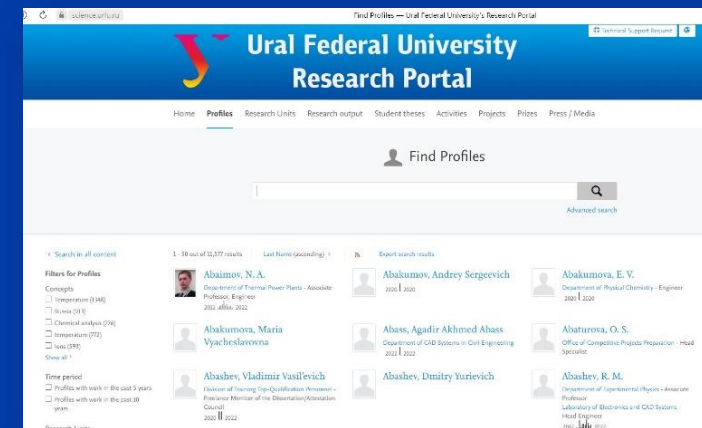 science.urfu.ru
Find Profiles — Ural Federal University's Research Portal
Technical Support Request
Ural Federal University
Research Portal
Home Profiles Research Units Research output Student theses Activities Projects Prizes Press / Media
Find Profiles
Advanced search
Search in all content
1 - 50 out of 11,577 results Last Name (ascending) Export search results
Filters for Profiles
Concepts
Temperature (1348)
Russia (913)
Chemical analysis (776)
temperature (772)
Ions (593)
Show all
Time period
Profiles with work in the past 5 years
Profiles with work in the past 10
years
Abaimov, N. A.
Department of Thermal Power Plants - Associate
Professor, Engineer
2012 2022
Abakumov, Andrey Sergeevich
2020 2020
Abakumova, E. V.
Department of Physical Chemistry - Engineer
2020 2020
Abakumova, Maria
Vyacheslavovna
Abass, Agadir Akhmed Abass
Department of CAD Systems in Civil Engineering
2022 2022
Abaturova, O. S.
Office of Competitive Projects Preparation - Head
Specialist
Abashev, Vladimir Vasil'evich
Division of Training Top-Qualification Personnel -
Freelance Member of the Dissertation/Attestation
Council
2020 2022
Abashev, Dmitry Yurievich
Abashev, R. M.
Department of Experimental Physics - Associate
Professor
Laboratory of Electronics and CAD Systems -
Head Engineer
2022